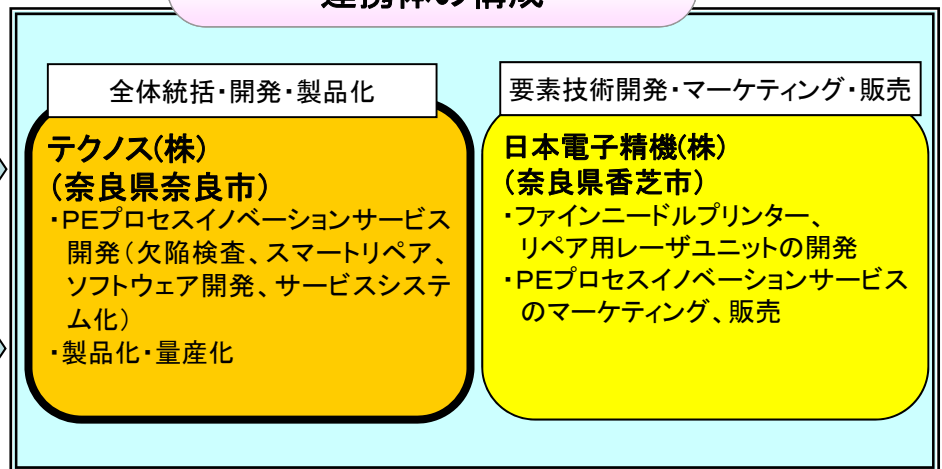 連携体の構成
全体統括・開発・製品化
テクノス(株)
(奈良県奈良市)
・PEプロセスイノベーションサービス
開発(欠陥検査、スマートリペア、
ソフトウェア開発、サービスシステ
ム化)
・製品化・量産化
要素技術開発・マーケティング・販売
日本電子精機(株)
(奈良県香芝市)
・ファインニードルプリンター、
リペア用レーザユニットの開発
・PEプロセスイノベーションサービス
のマーケティング、販売